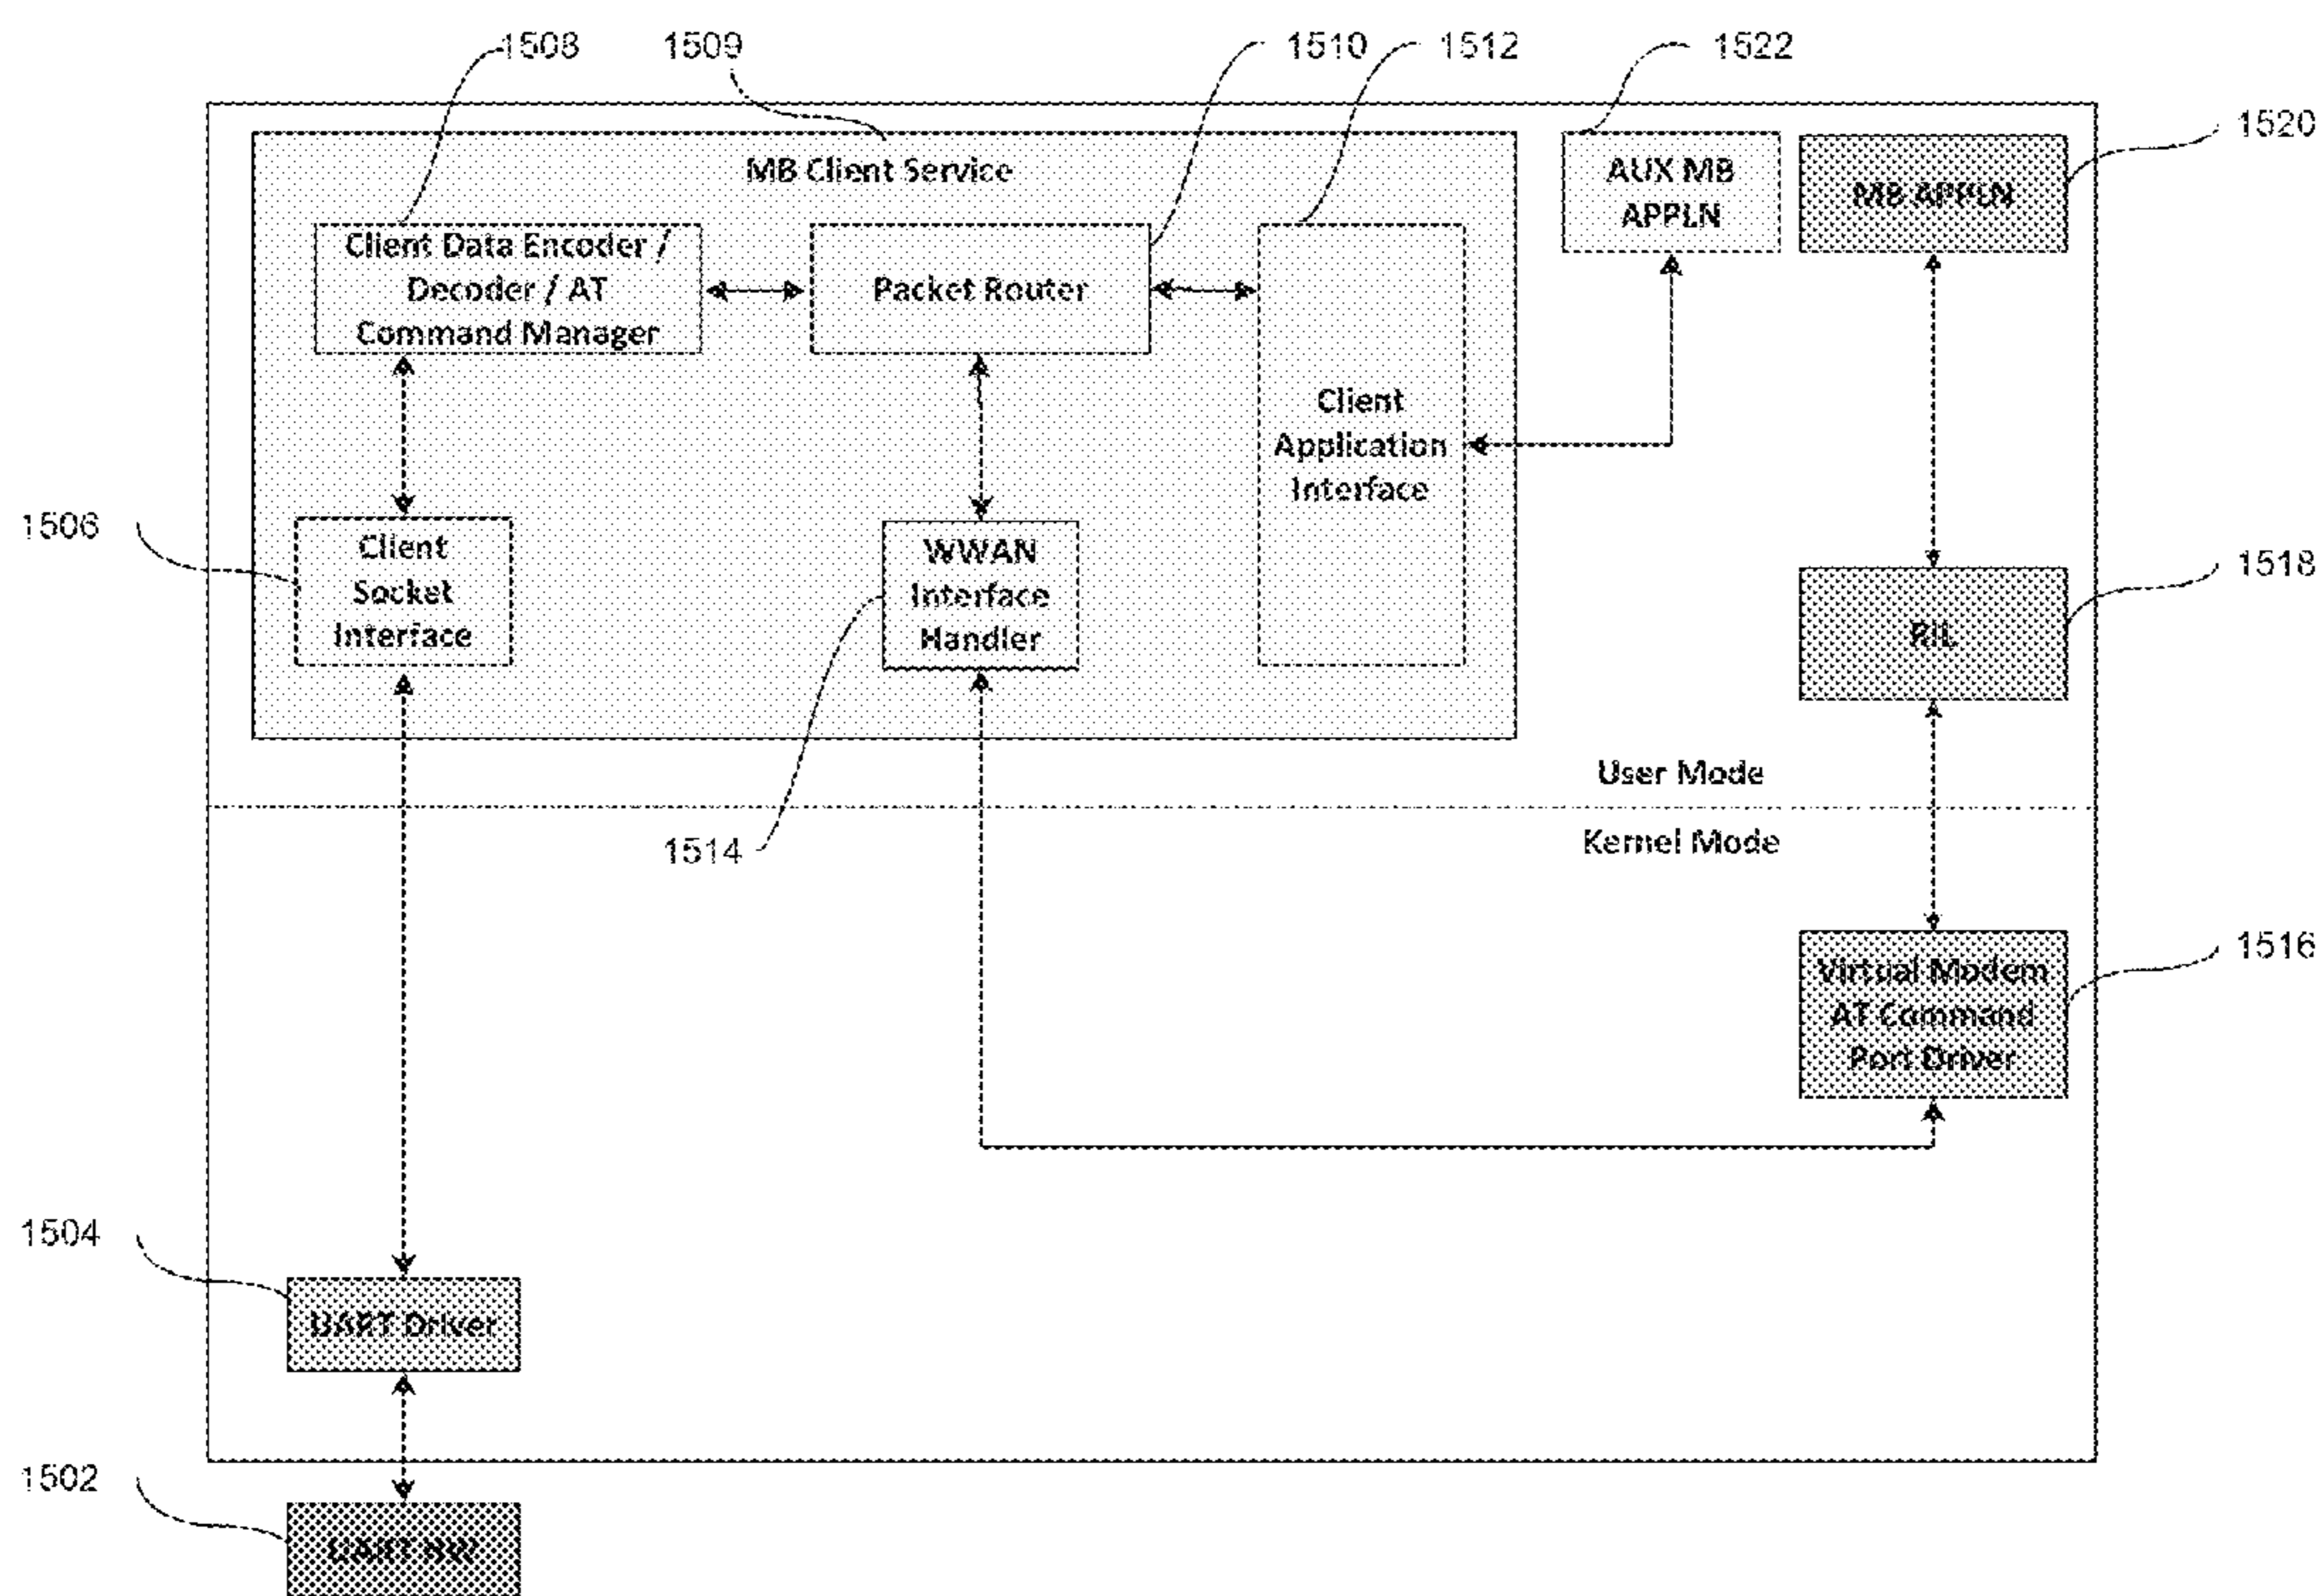 1508
1509
1510
1512
1522
1520
MB Client Service
AUX MB
APPLN
MB APPLN
Client Data Encoder /
Decoder / AT
Command Manager
Packet Router
Client
Application
Interface
1506
Client
Socket
Interface
WWAN
Interface
Handler
1518
RIL
User Mode
1514
Kernel Mode
1516
Virtual Modem
AT Command
Port Driver
1504
UART Driver
1502
UART HW